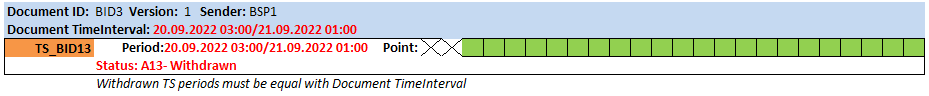 Document ID: BID3 Version: 1 Sender: BSP1
Document TimeInterval: 20.09.2022 03:00/21.09.2022 01:00
TS_BID13 Period:20.09.2022 03:00/21.09.2022 01:00 Point:
Status: A13- Withdrawn
Withdrawn TS periods must be equal with Document TimeInterval